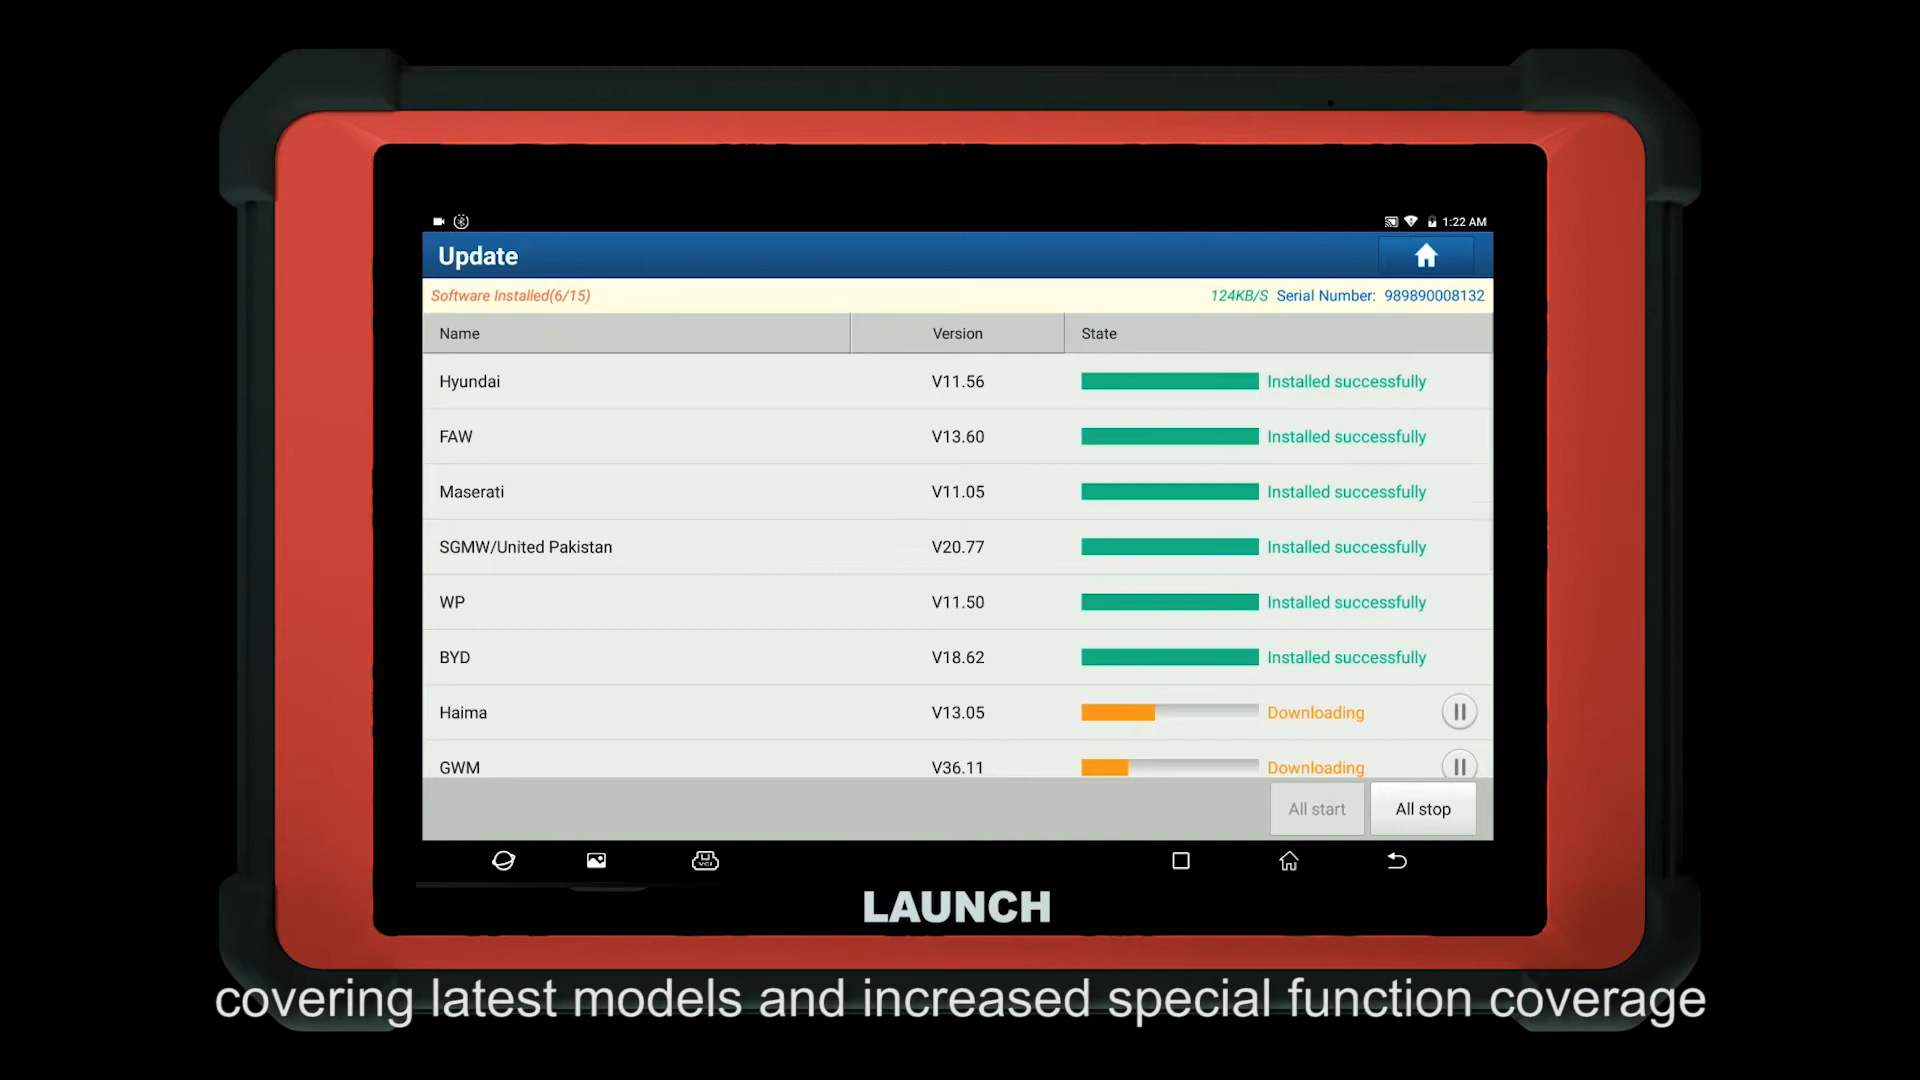 1:22 AM
Update
Software Installed(6/15) 124KB/S Serial Number: 989890008132
Name Version State
Hyundai V11.56 Installed successfully
FAW V13.60 Installed successfully
Maserati V11.05 Installed successfully
SGMW/United Pakistan V20.77 Installed successfully
WP V11.50 Installed successfully
BYD V18.62 Installed successfully
Haima V13.05 Downloading
GWM V36.11 Downloading
All start All stop
VCI
LAUNCH
covering latest models and increased special function coverage